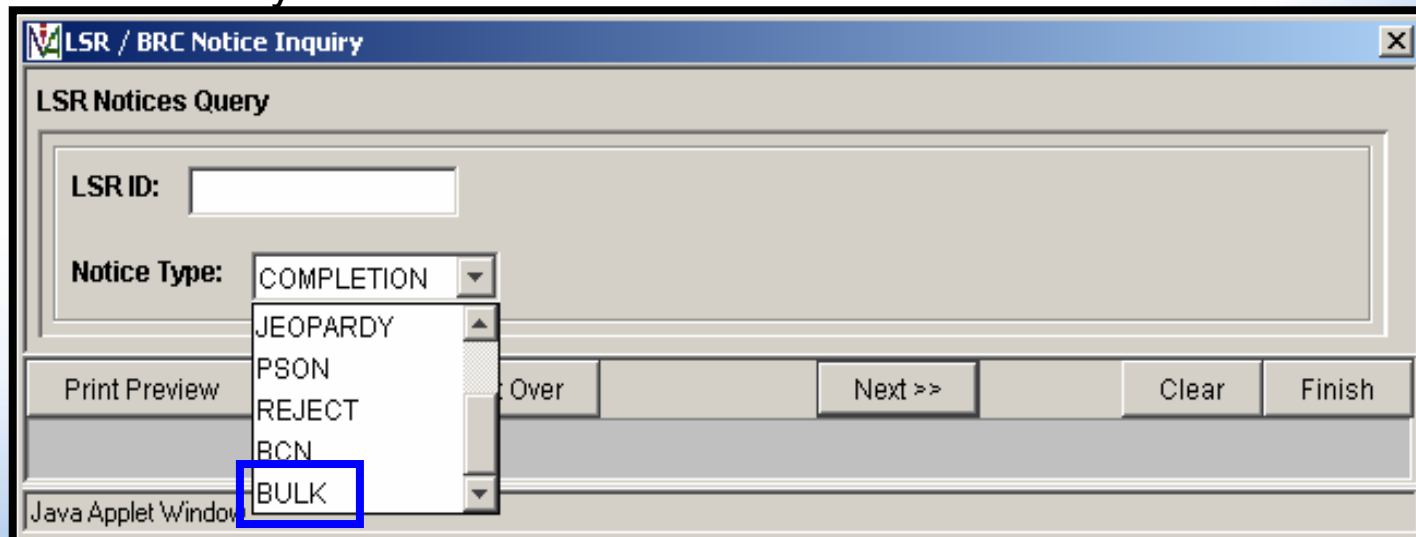 LSR / BRC Notice Inquiry
LSR Notices Query
LSR ID:
Notice Type: COMPLETION
JEOPARDY
PSON
REJECT
BCN
BULK
Print Preview Over Next >> Clear Finish
Java Applet Window